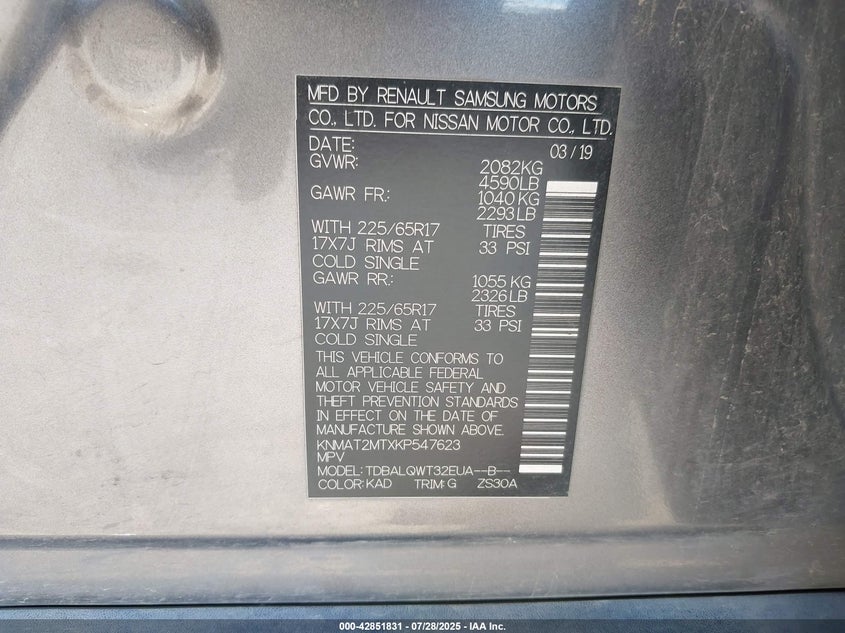 MFD BY RENAULT SAMSUNG MOTORS
CO., LTD. FOR NISSAN MOTOR CO., LTD.
DATE: 03/19
GVWR: 2082KG
4590LB
GAWR FR.: 1040 KG
2293 LB
WITH 225/65R17 TIRES
17X7J RIMS AT 33 PSI
COLD SINGLE
GAWR RR.: 1055 KG
2326 LB
WITH 225/65R17 TIRES
17X7J RIMS AT 33 PSI
COLD SINGLE
THIS VEHICLE CONFORMS TO
ALL APPLICABLE FEDERAL
MOTOR VEHICLE SAFETY AND
THEFT PREVENTION STANDARDS
IN EFFECT ON THE DATE OF
MANUFACTURE SHOWN ABOVE.
KNMAT2MTXKP547623
MPV
MODEL: TDBALQWT32EUA--B--
COLOR: KAD TRIM: G ZS30A
000-42851831 - 07/28/2025 - IAA Inc.